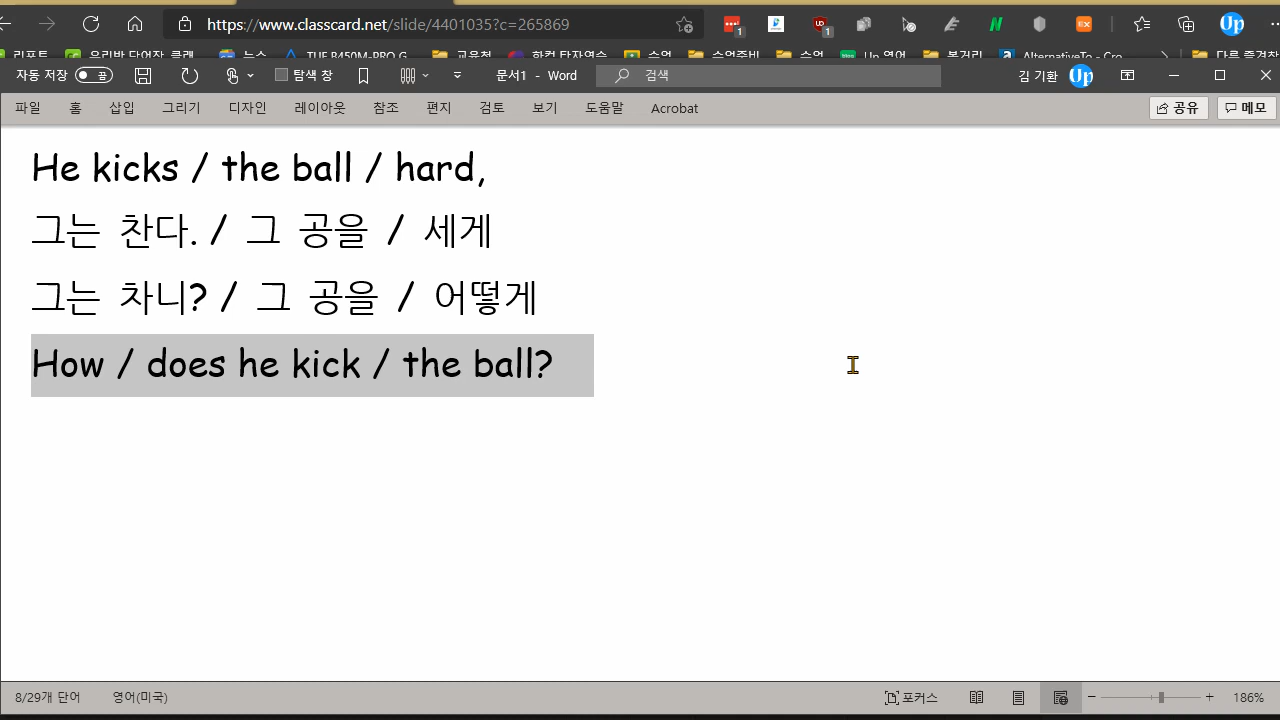 https://www.classcard.net/slide/4401035?c=265869
자동 저장 끔 탐색 창 문서1 - Word 검색 김 기환 Up
파일 홈 삽입 그리기 디자인 레이아웃 참조 편지 검토 보기 도움말 Acrobat 공유 메모
He kicks / the ball / hard,
그는 찬다. / 그 공을 / 세게
그는 차니? / 그 공을 / 어떻게
How / does he kick / the ball?
8/29개 단어 영어(미국) 포커스 186%